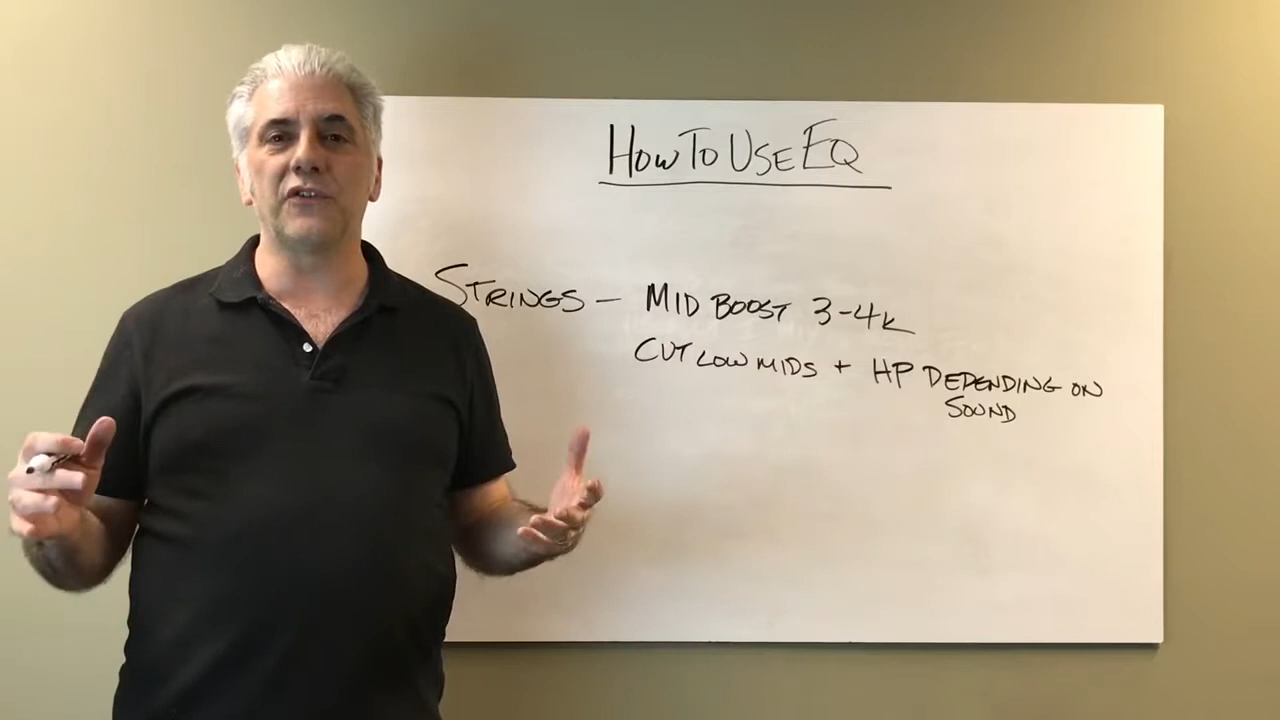 HOW TO USE EQ
STRINGS – MID BOOST 3-4K
CUT LOW MIDS + HP DEPENDING ON
SOUND